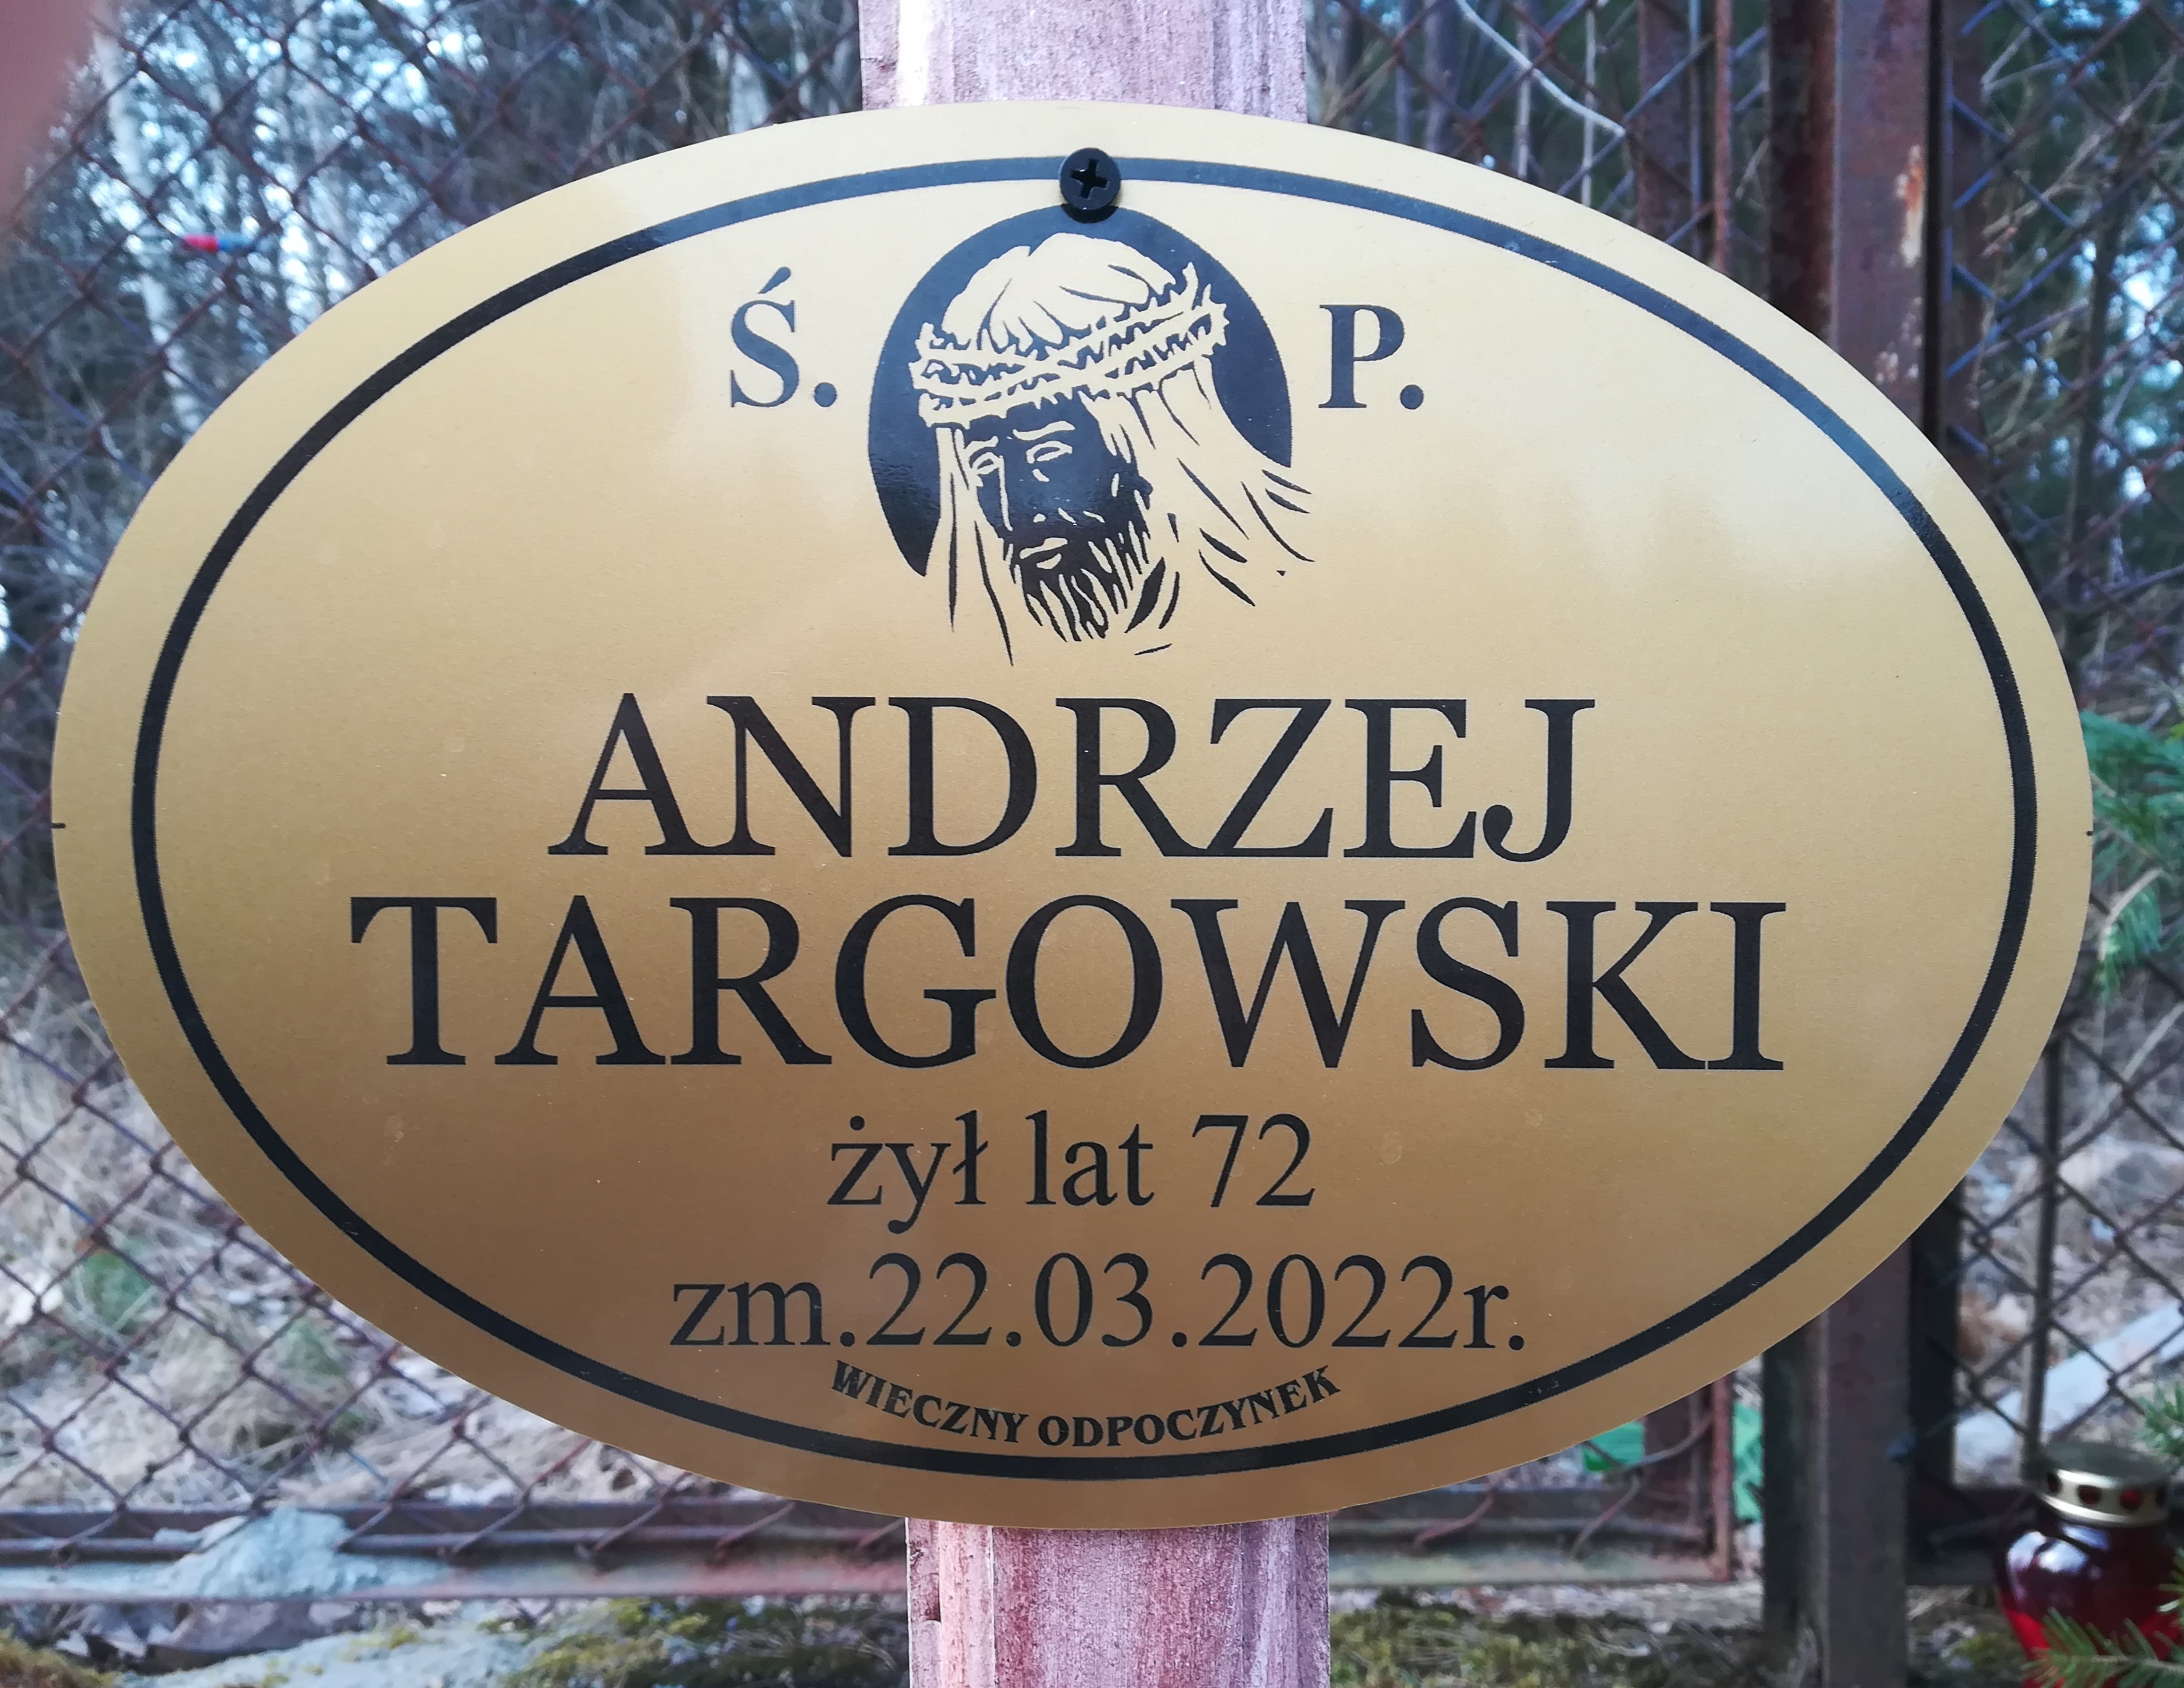 Ś. P.
ANDRZEJ
TARGOWSKI
żył lat 72
zm.22.03.2022r.
WIECZNY ODPOCZYNEK